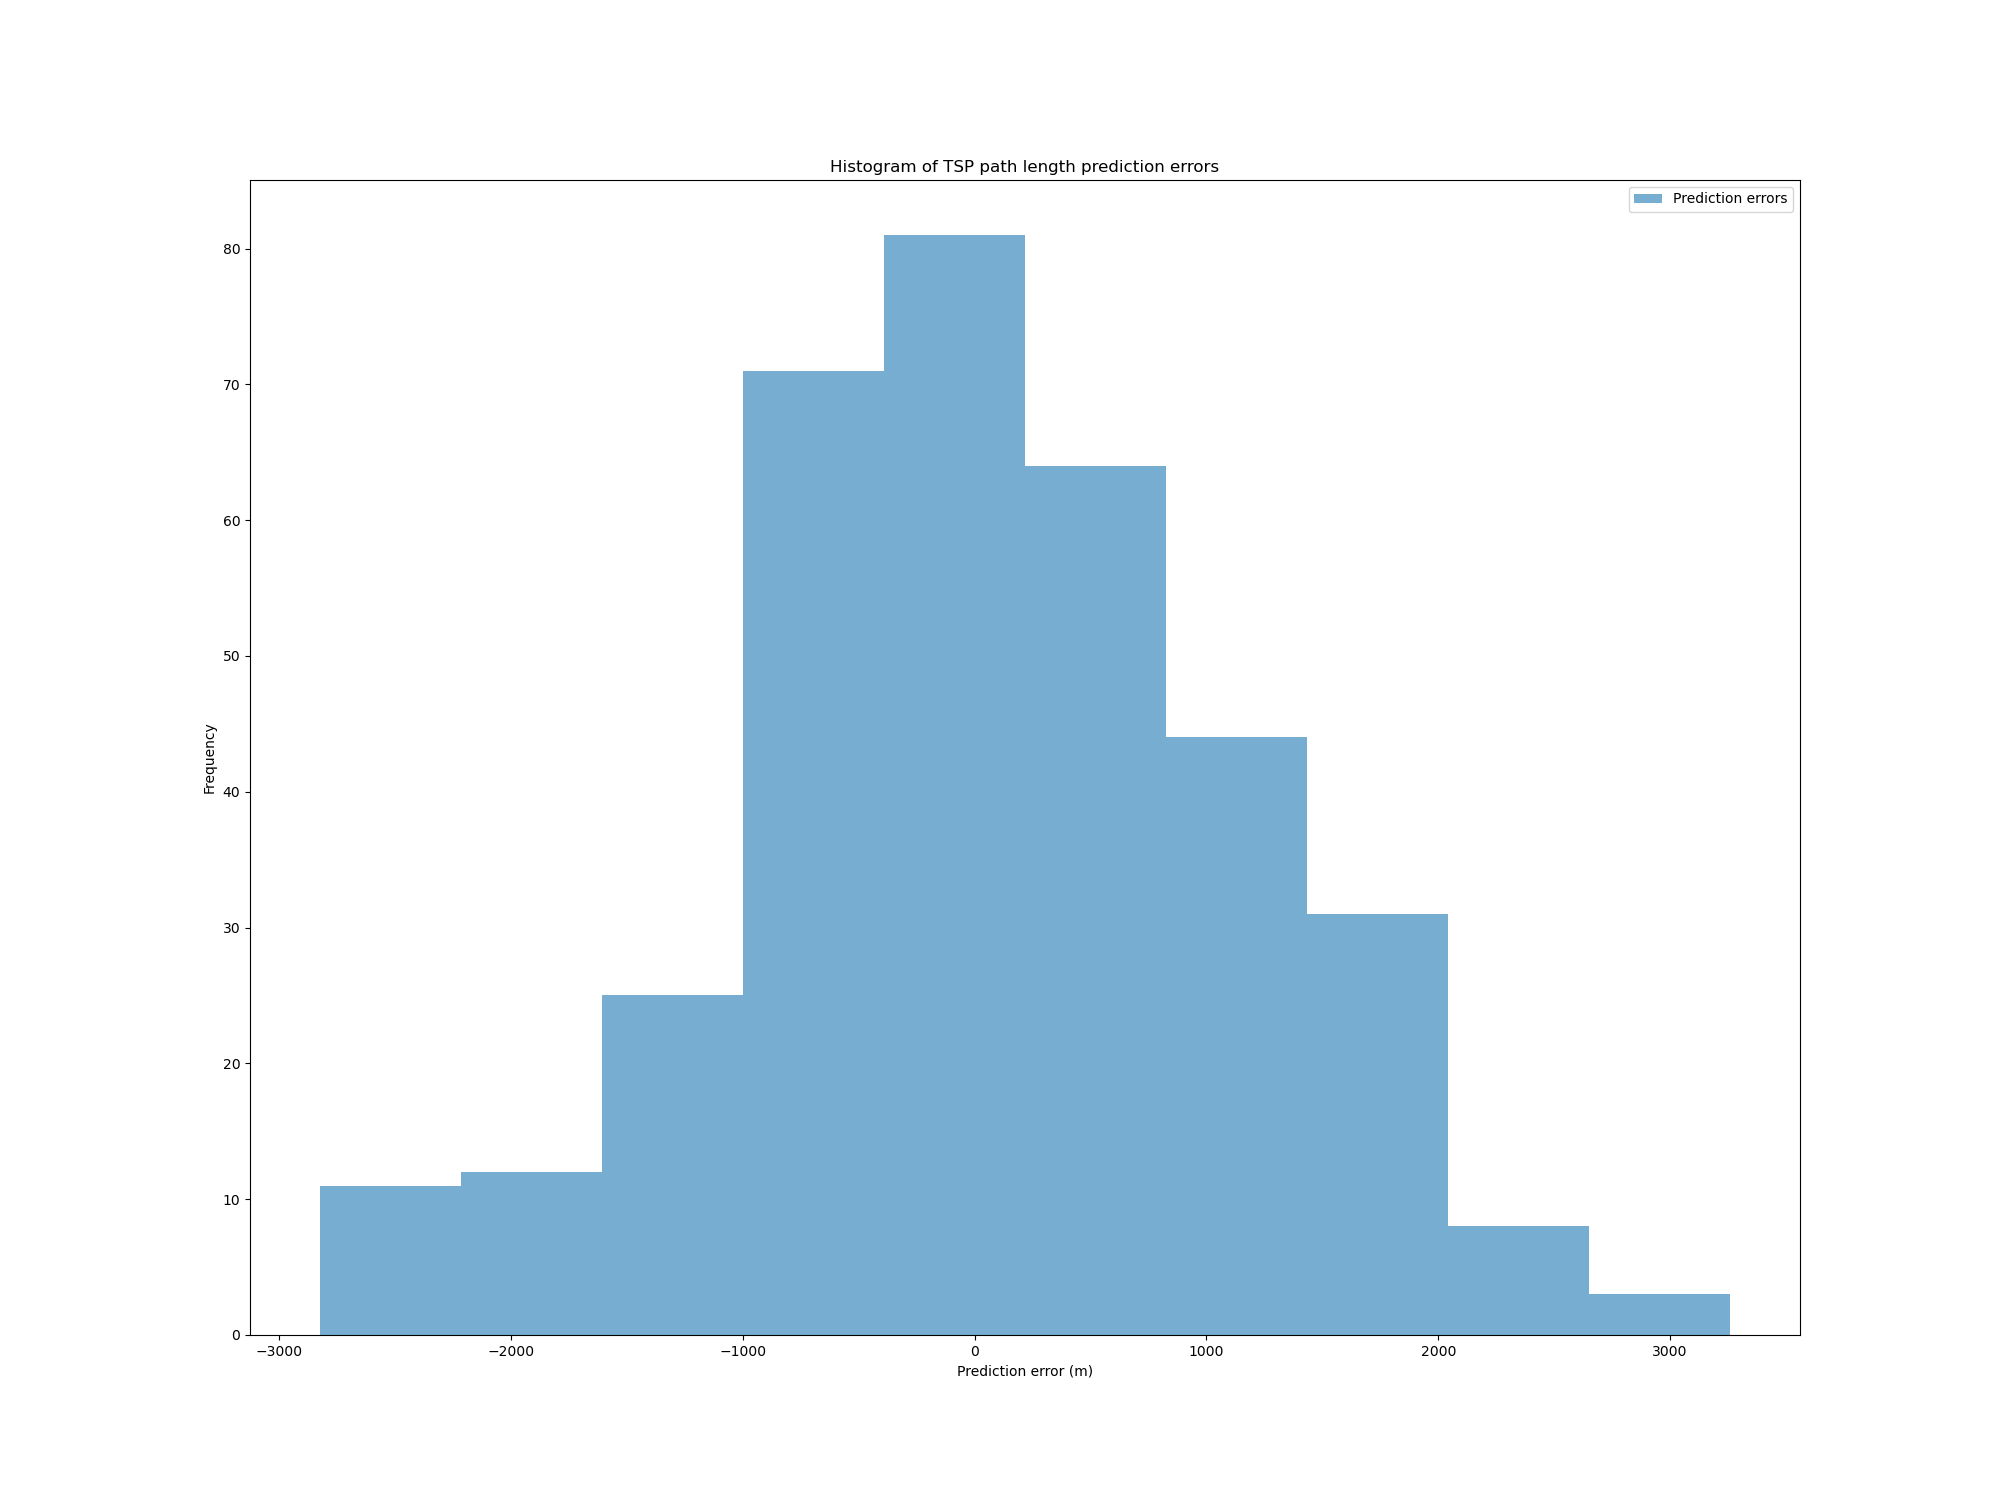 Histogram of TSP path length prediction errors
Prediction errors
80
70
60
50
40
30
20
10
0
Frequency
−3000 −2000 −1000 0 1000 2000 3000
Prediction error (m)